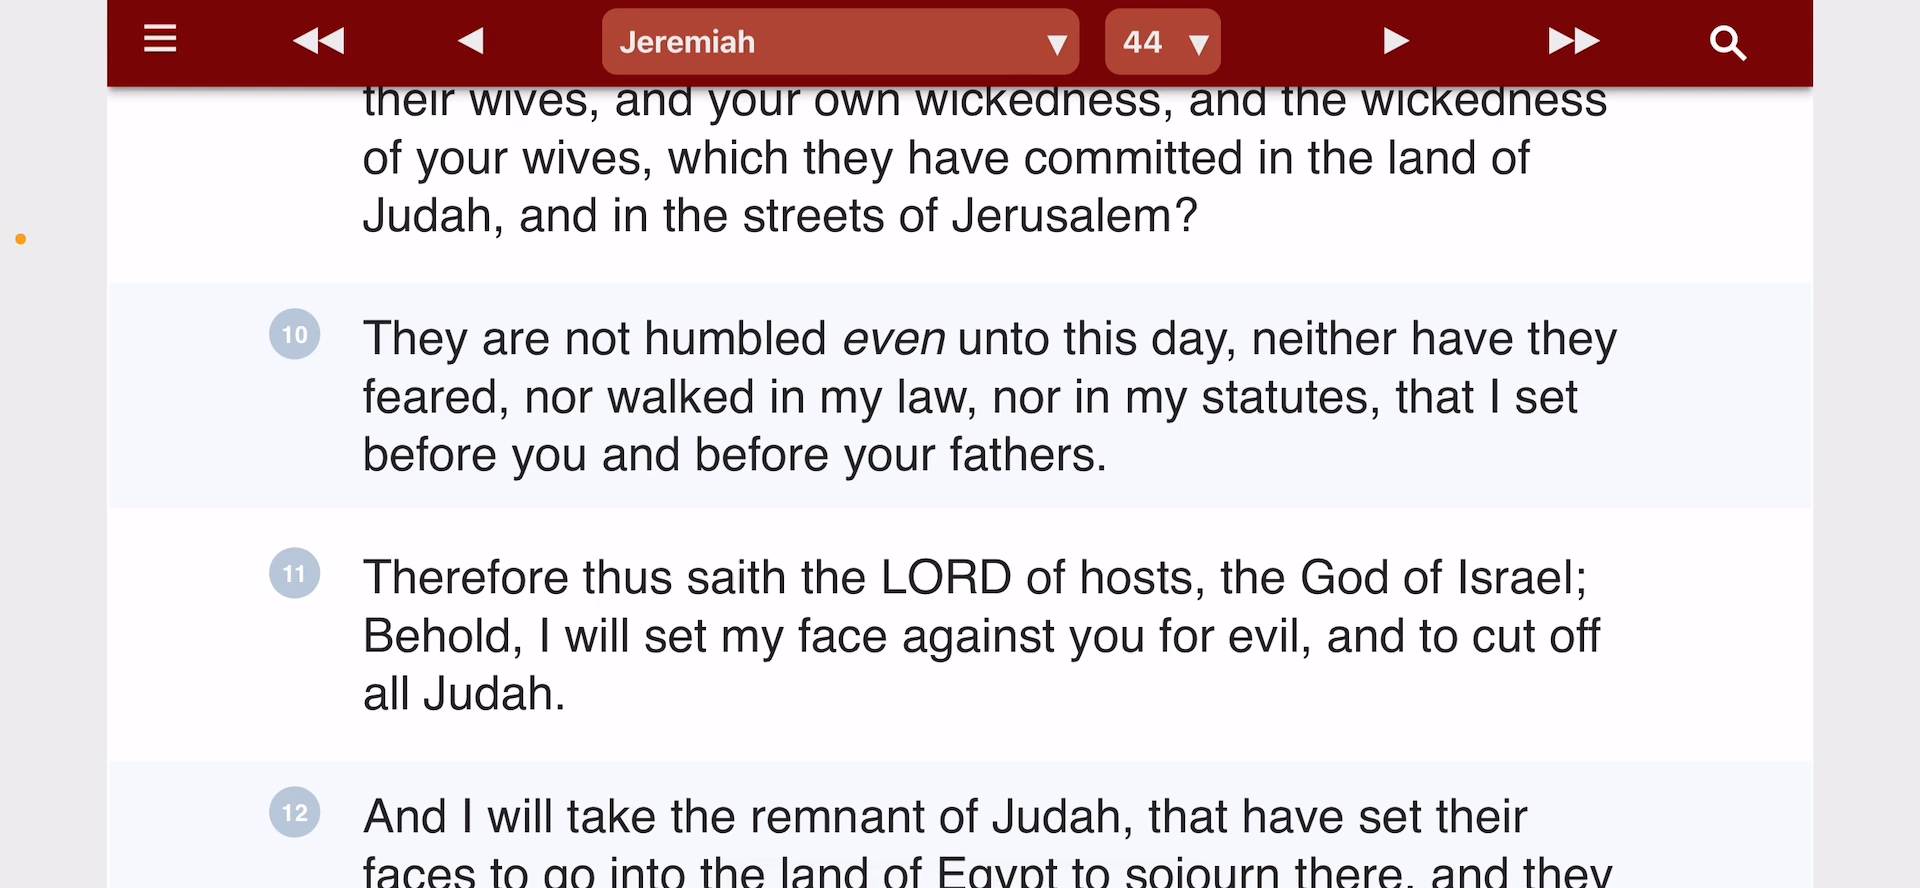 Jeremiah 44
their wives, and your own wickedness, and the wickedness
of your wives, which they have committed in the land of
Judah, and in the streets of Jerusalem?
10 They are not humbled even unto this day, neither have they
feared, nor walked in my law, nor in my statutes, that I set
before you and before your fathers.
11 Therefore thus saith the LORD of hosts, the God of Israel;
Behold, I will set my face against you for evil, and to cut off
all Judah.
12 And I will take the remnant of Judah, that have set their
faces to go into the land of Egypt to sojourn there, and they